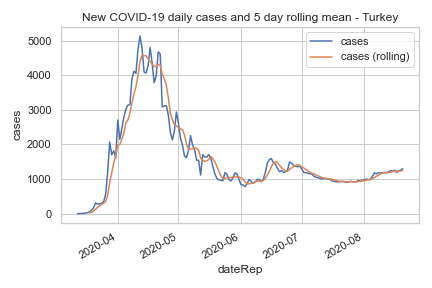 New COVID-19 daily cases and 5 day rolling mean - Turkey
cases
cases (rolling)
5000
4000
3000
2000
1000
0
cases
2020-04
2020-05
2020-06
2020-07
2020-08
dateRep